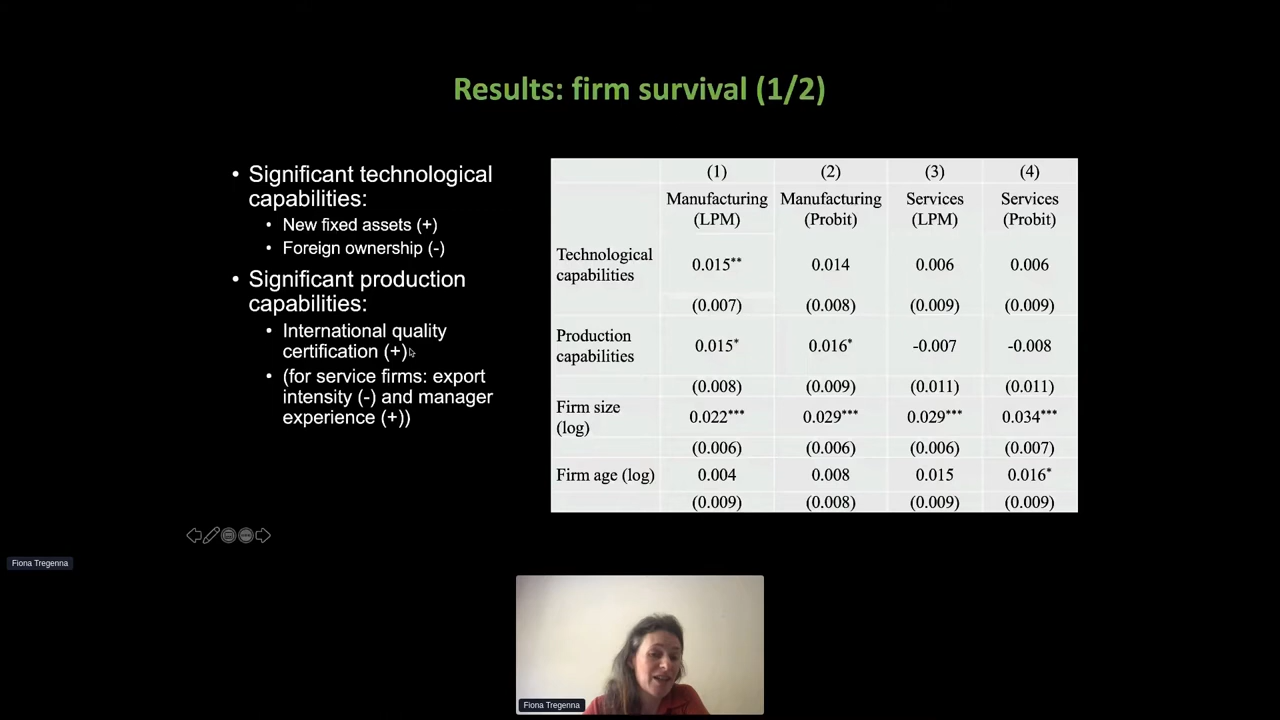 Results: firm survival (1/2)
• Significant technological
capabilities:
• New fixed assets (+)
• Foreign ownership (-)
• Significant production
capabilities:
• International quality
certification (+)
• (for service firms: export
intensity (-) and manager
experience (+))
(1) (2) (3) (4)
Manufacturing Manufacturing Services Services
(LPM) (Probit) (LPM) (Probit)
Technological
capabilities 0.015** 0.014 0.006 0.006
(0.007) (0.008) (0.009) (0.009)
Production
capabilities 0.015* 0.016* -0.007 -0.008
(0.008) (0.009) (0.011) (0.011)
Firm size
(log) 0.022*** 0.029*** 0.029*** 0.034***
(0.006) (0.006) (0.006) (0.007)
Firm age (log) 0.004 0.008 0.015 0.016*
(0.009) (0.008) (0.009) (0.009)
Fiona Tregenna
Fiona Tregenna